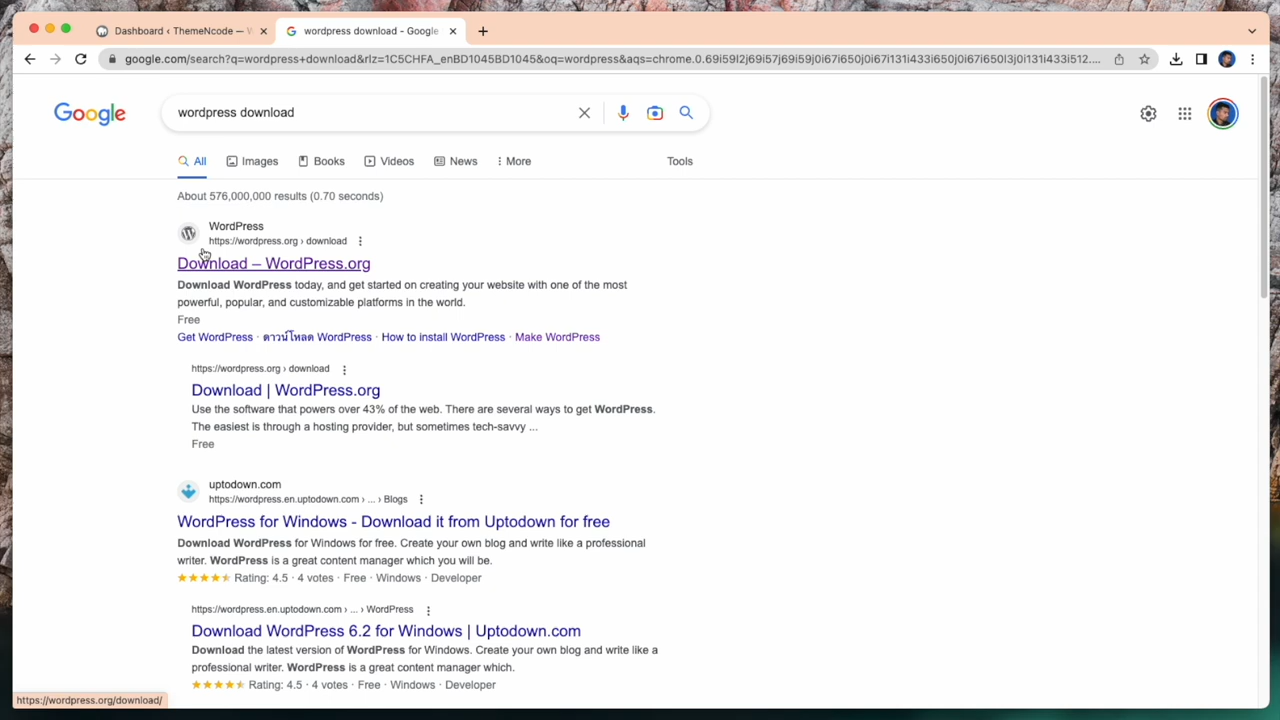 Dashboard ‹ ThemeNcode — W
wordpress download - Google
google.com/search?q=wordpress+download&rlz=1C5CHFA_enBD1045BD1045&oq=wordpress&aqs=chrome.0.69i59l2j69i57j69i59j0i67i650j0i67i131i433i650j0i67i650l3j0i131i433i512....
Google
wordpress download
All Images Books Videos News More Tools
About 576,000,000 results (0.70 seconds)
WordPress
https://wordpress.org › download
Download – WordPress.org
Download WordPress today, and get started on creating your website with one of the most
powerful, popular, and customizable platforms in the world.
Free
Get WordPress · ดาวน์โหลด WordPress · How to install WordPress · Make WordPress
https://wordpress.org › download
Download | WordPress.org
Use the software that powers over 43% of the web. There are several ways to get WordPress.
The easiest is through a hosting provider, but sometimes tech-savvy ...
Free
uptodown.com
https://wordpress.en.uptodown.com › ... › Blogs
WordPress for Windows - Download it from Uptodown for free
Download WordPress for Windows for free. Create your own blog and write like a professional
writer. WordPress is a great content manager which you will be.
Rating: 4.5 · 4 votes · Free · Windows · Developer
https://wordpress.en.uptodown.com › ... › WordPress
Download WordPress 6.2 for Windows | Uptodown.com
Download the latest version of WordPress for Windows. Create your own blog and write like a
professional writer. WordPress is a great content manager which.
Rating: 4.5 · 4 votes · Free · Windows · Developer
https://wordpress.org/download/